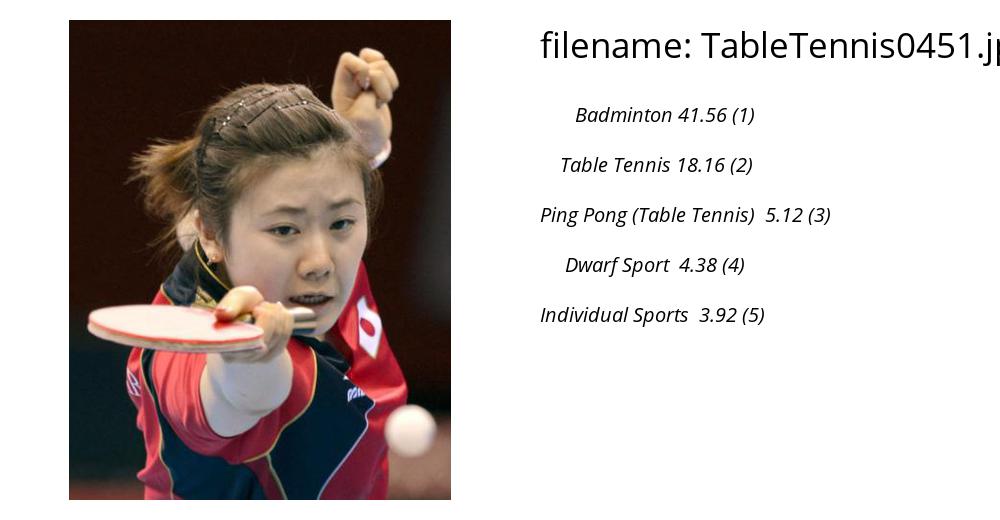 filename: TableTennis0451.jp
Badminton 41.56 (1)
Table Tennis 18.16 (2)
Ping Pong (Table Tennis) 5.12 (3)
Dwarf Sport 4.38 (4)
Individual Sports 3.92 (5)